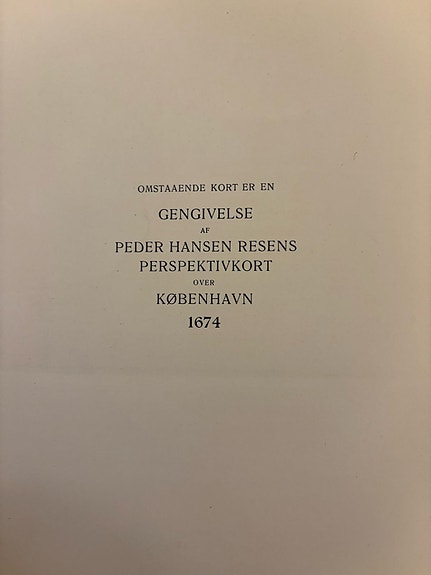 OMSTAAENDE KORT ER EN
GENGIVELSE
AF
PEDER HANSEN RESENS
PERSPEKTIVKORT
OVER
KØBENHAVN
1674